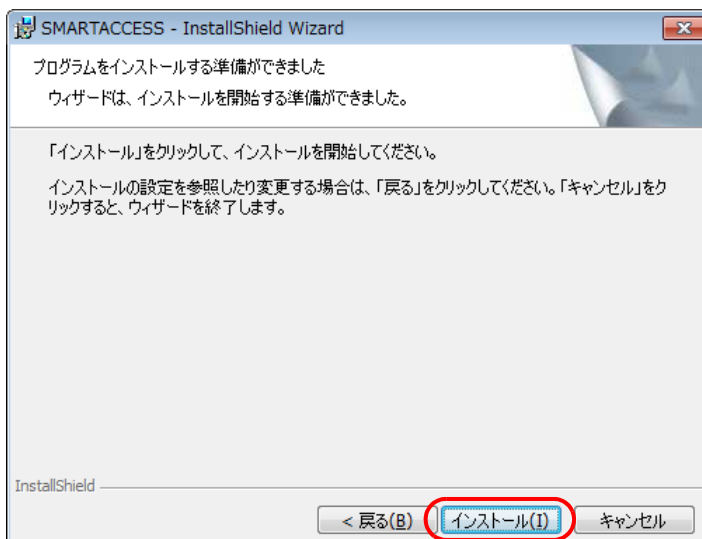 SMARTACCESS - InstallShield Wizard
プログラムをインストールする準備ができました
ウィザードは、インストールを開始する準備ができました。
「インストール」をクリックして、インストールを開始してください。
インストールの設定を参照したり変更する場合は、「戻る」をクリックしてください。「キャンセル」をク
リックすると、ウィザードを終了します。
InstallShield
< 戻る(B) インストール(I) キャンセル